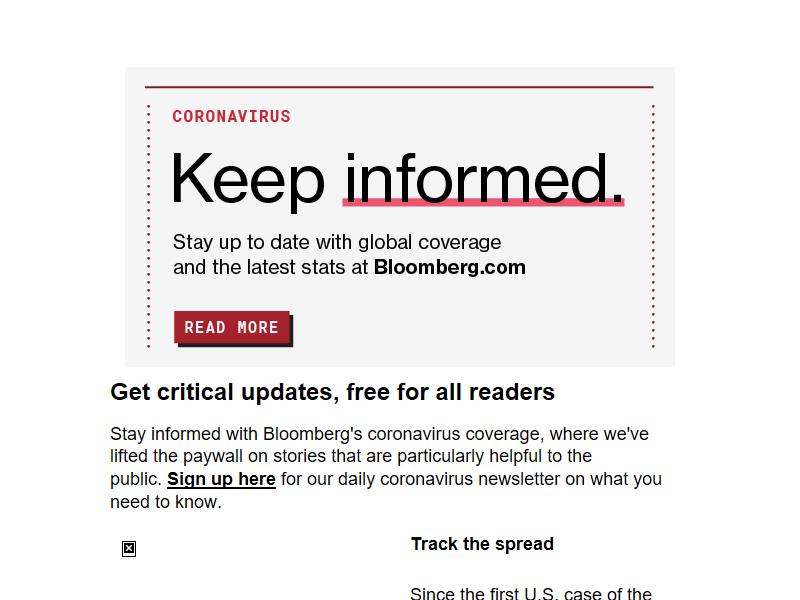 CORONAVIRUS
Keep informed.
Stay up to date with global coverage
and the latest stats at Bloomberg.com
READ MORE
Get critical updates, free for all readers
Stay informed with Bloomberg's coronavirus coverage, where we've
lifted the paywall on stories that are particularly helpful to the
public. Sign up here for our daily coronavirus newsletter on what you
need to know.
Track the spread
Since the first U.S. case of the